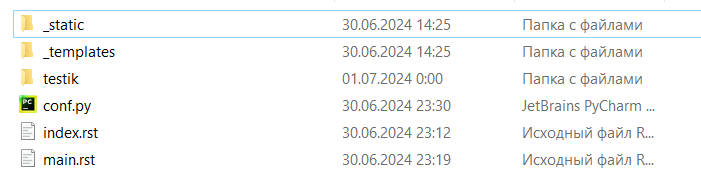 _static 30.06.2024 14:25 Папка с файлами
_templates 30.06.2024 14:25 Папка с файлами
testik 01.07.2024 0:00 Папка с файлами
conf.py 30.06.2024 23:30 JetBrains PyCharm ...
index.rst 30.06.2024 23:12 Исходный файл R...
main.rst 30.06.2024 23:19 Исходный файл R...